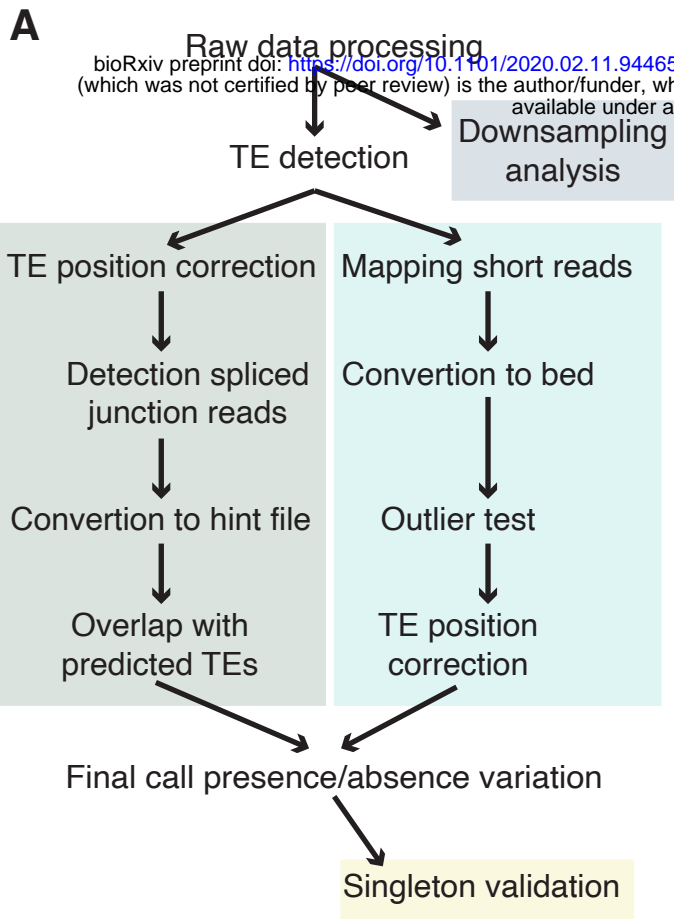 A
Raw data processing
bioRxiv preprint doi: https://doi.org/10.1101/2020.02.11.94465
(which was not certified by peer review) is the author/funder, wh
available under a
Downsampling
analysis
TE detection
TE position correction
Detection spliced
junction reads
Convertion to hint file
Overlap with
predicted TEs
Mapping short reads
Convertion to bed
Outlier test
TE position
correction
Final call presence/absence variation
Singleton validation